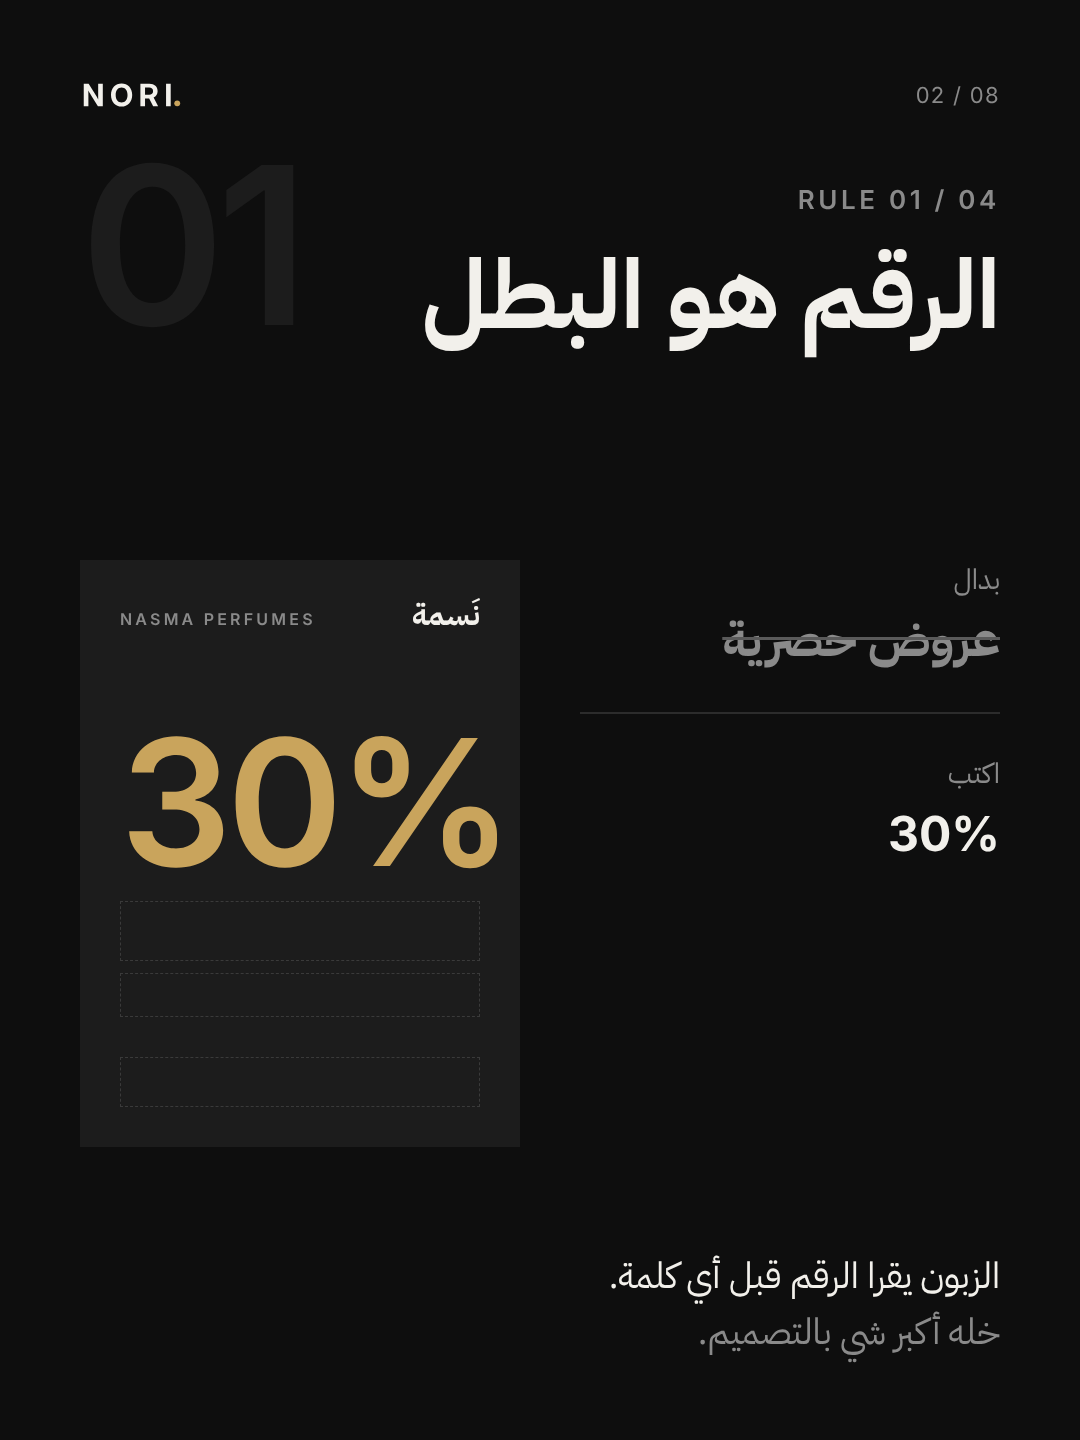 NORI.
02 / 08
01
RULE 01 / 04
الرقم هو البطل
NASMA PERFUMES
نَسمة
30%
بدال
عروض حصرية
اكتب
30%
الزبون يقرا الرقم قبل أي كلمة.
خله أكبر شي بالتصميم.